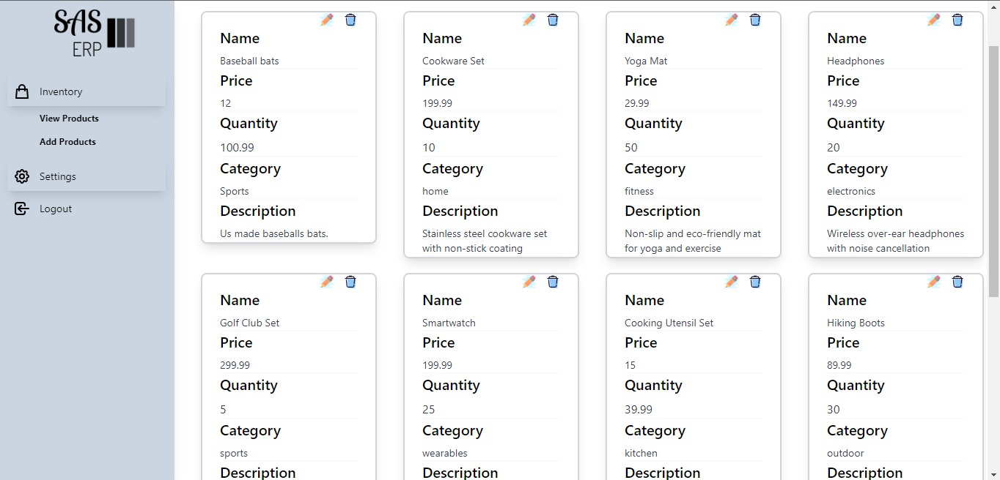 SAS
ERP
Inventory
View Products
Add Products
Settings
Logout
Name
Baseball bats
Price
12
Quantity
100.99
Category
Sports
Description
Us made baseballs bats.
Name
Cookware Set
Price
199.99
Quantity
10
Category
home
Description
Stainless steel cookware set
with non-stick coating
Name
Yoga Mat
Price
29.99
Quantity
50
Category
fitness
Description
Non-slip and eco-friendly mat
for yoga and exercise
Name
Headphones
Price
149.99
Quantity
20
Category
electronics
Description
Wireless over-ear headphones
with noise cancellation
Name
Golf Club Set
Price
299.99
Quantity
5
Category
sports
Description
Name
Smartwatch
Price
199.99
Quantity
25
Category
wearables
Description
Name
Cooking Utensil Set
Price
15
Quantity
39.99
Category
kitchen
Description
Name
Hiking Boots
Price
89.99
Quantity
30
Category
outdoor
Description